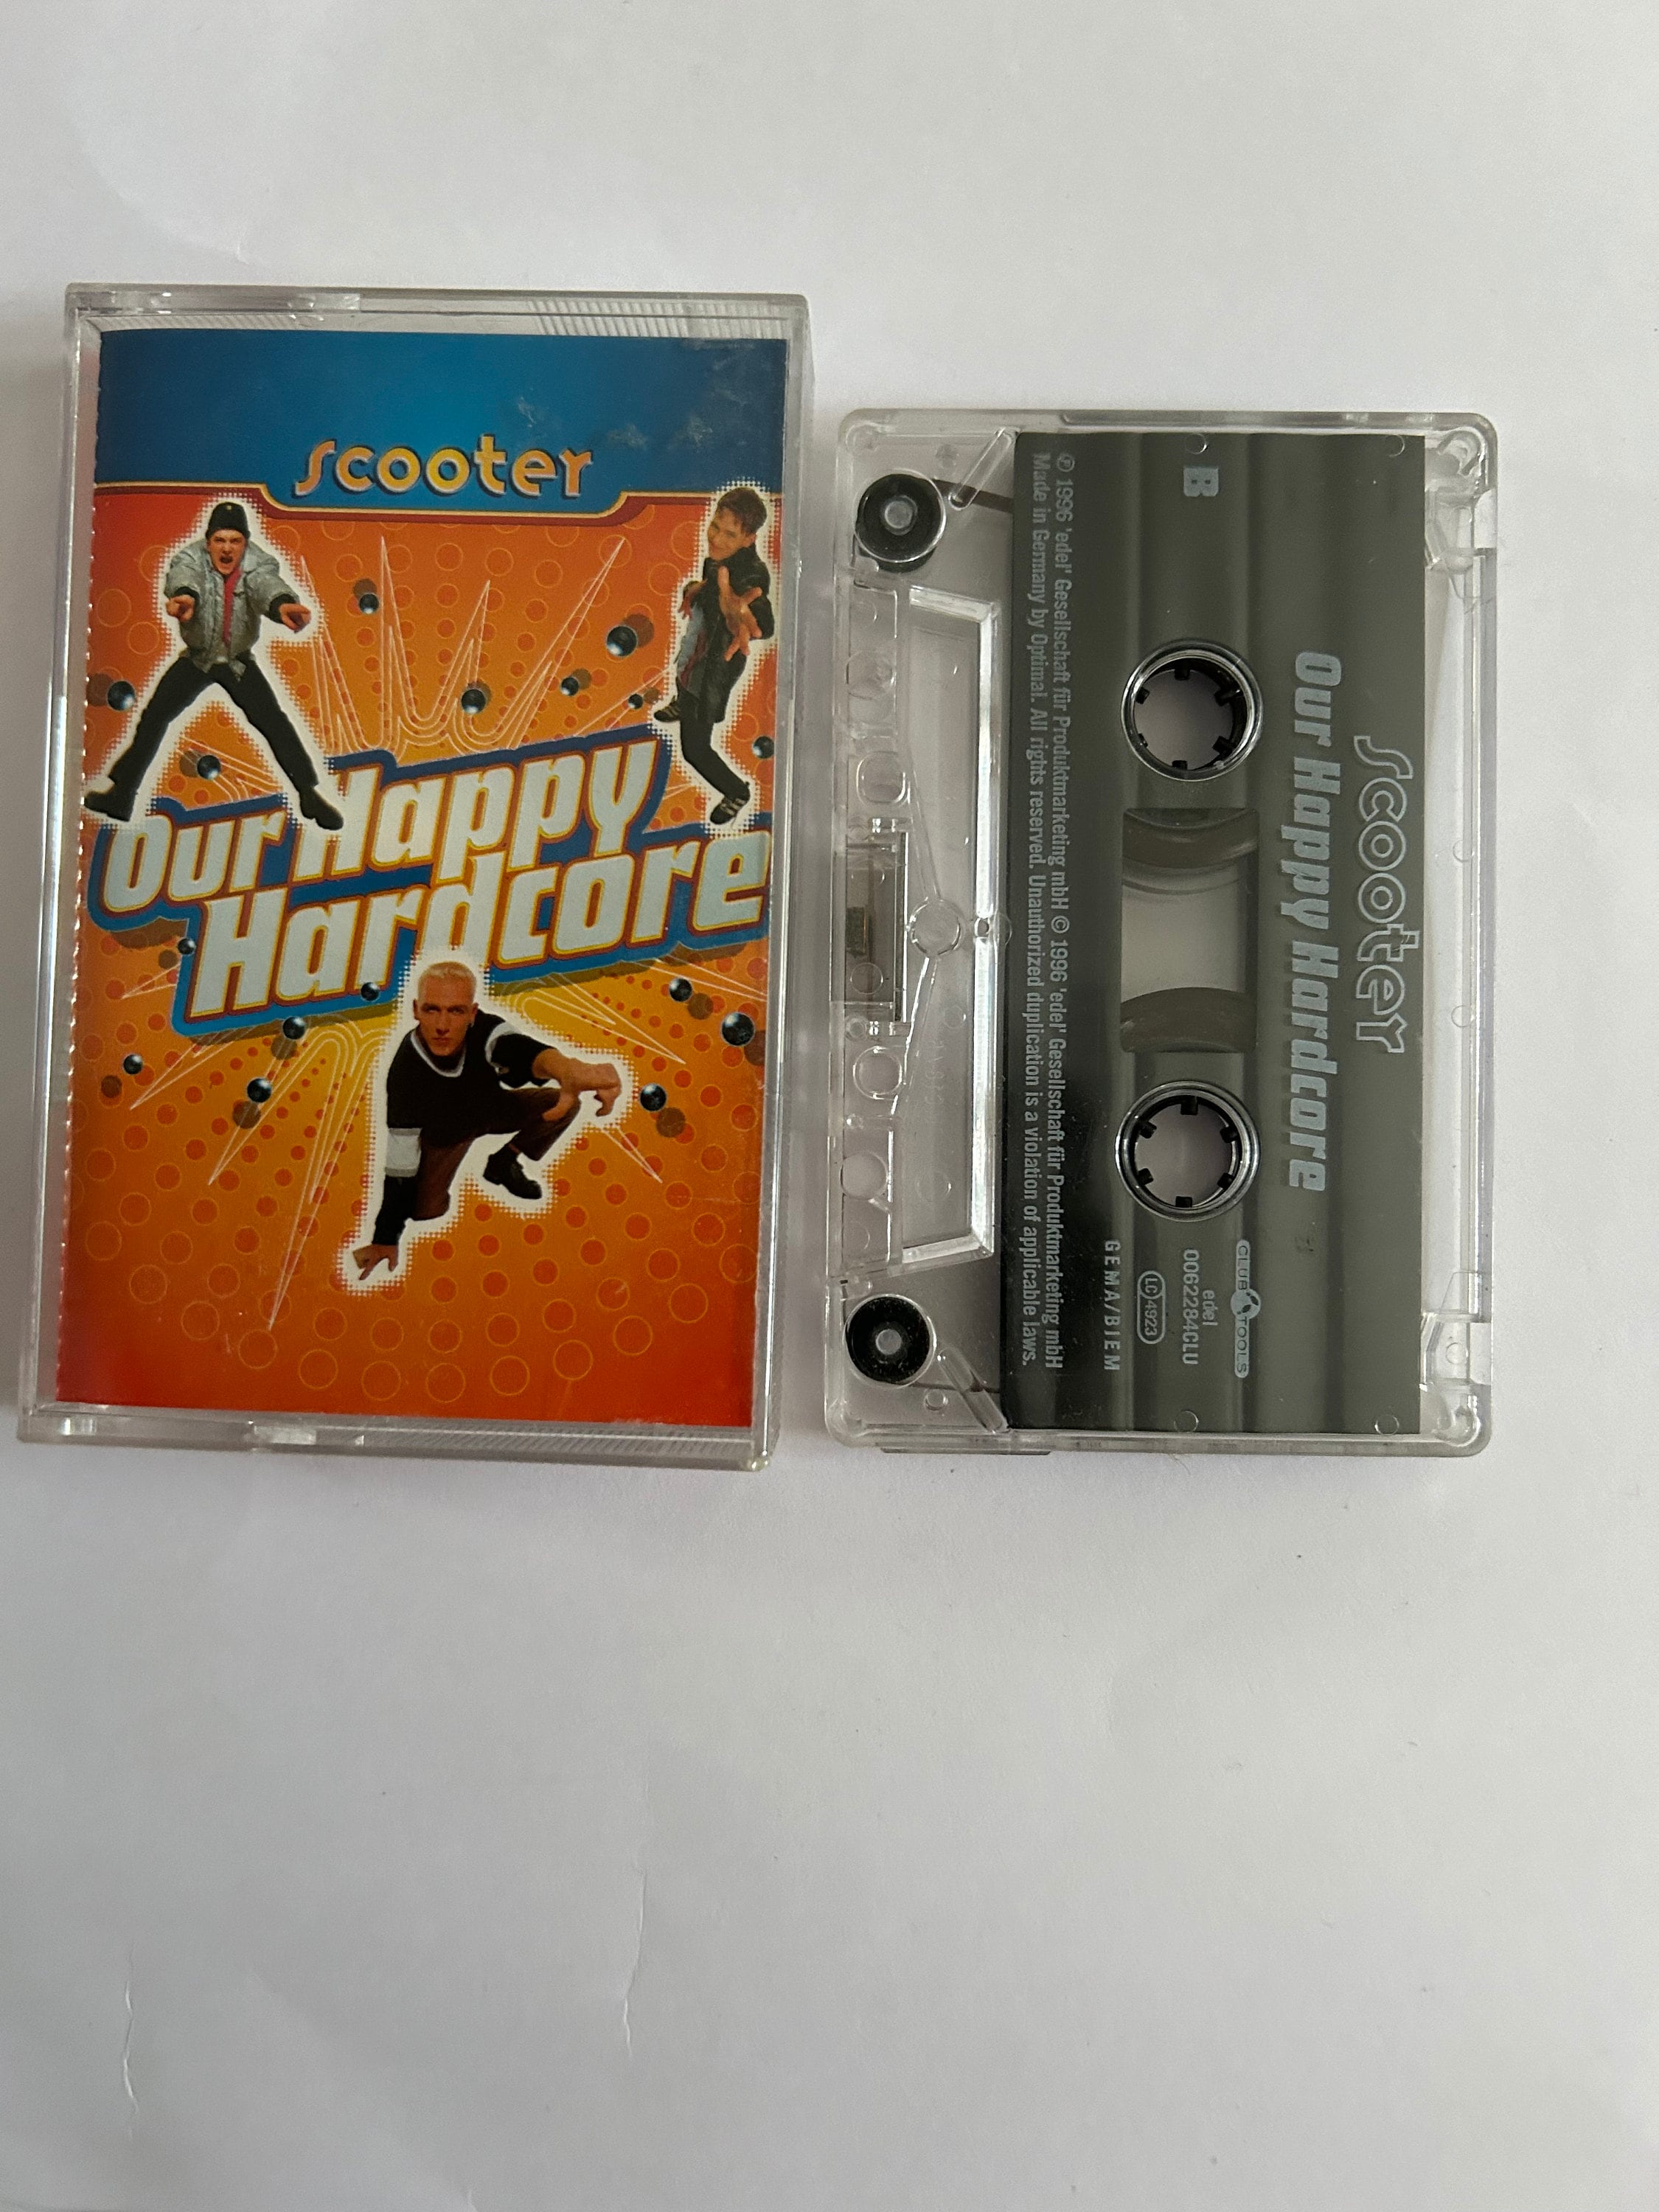 scooter
Our Happy
Hardcore
scooter
Our Happy Hardcore
B
CLUB TOOLS
edel
0062284CLU
LC 4923
GEMA/BIEM
℗ 1996 'edel' Gesellschaft für Produktmarketing mbH © 1996 'edel' Gesellschaft für Produktmarketing mbH
Made in Germany by Optimal. All rights reserved. Unauthorized duplication is a violation of applicable laws.